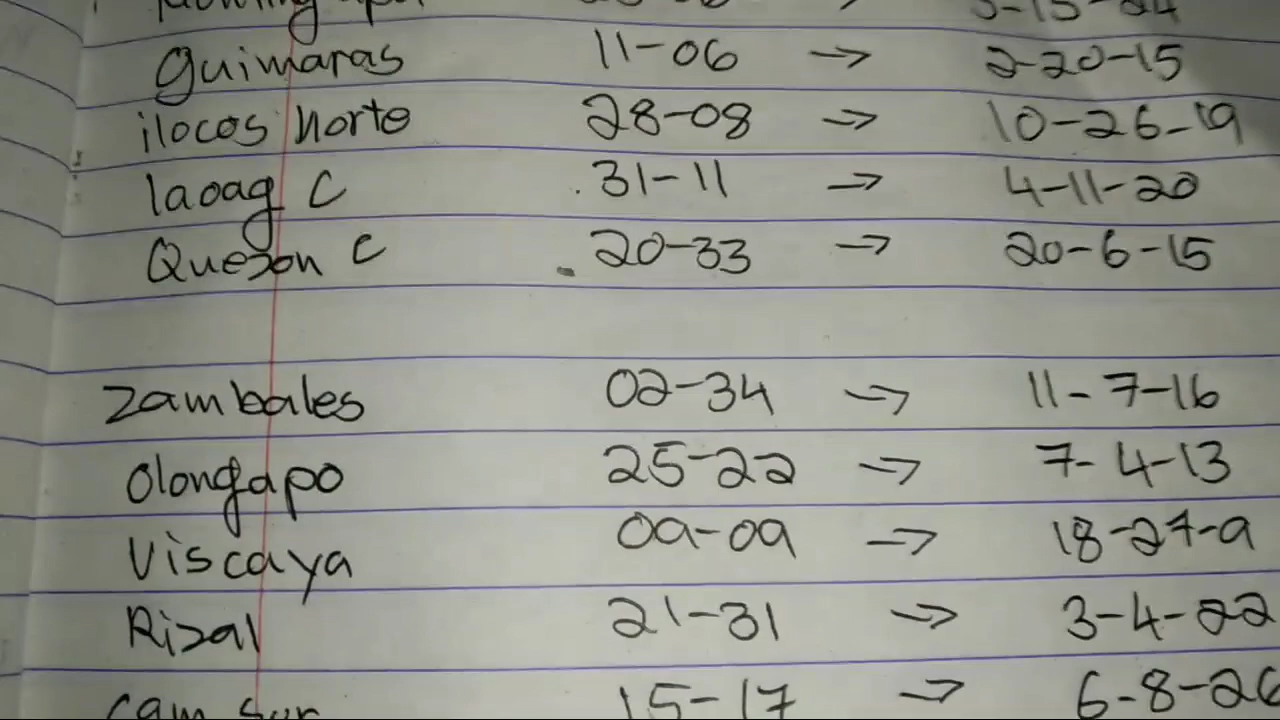 guimaras 11-06 → 2-20-15
ilocos norte 28-08 → 10-26-19
laoag C 31-11 → 4-11-20
Quezon C 20-33 → 20-6-15
zambales 02-34 → 11-7-16
Olongapo 25-22 → 7-4-13
Viscaya 09-09 → 18-27-9
Rizal 21-31 → 3-4-22
cam sur 15-17 → 6-8-26